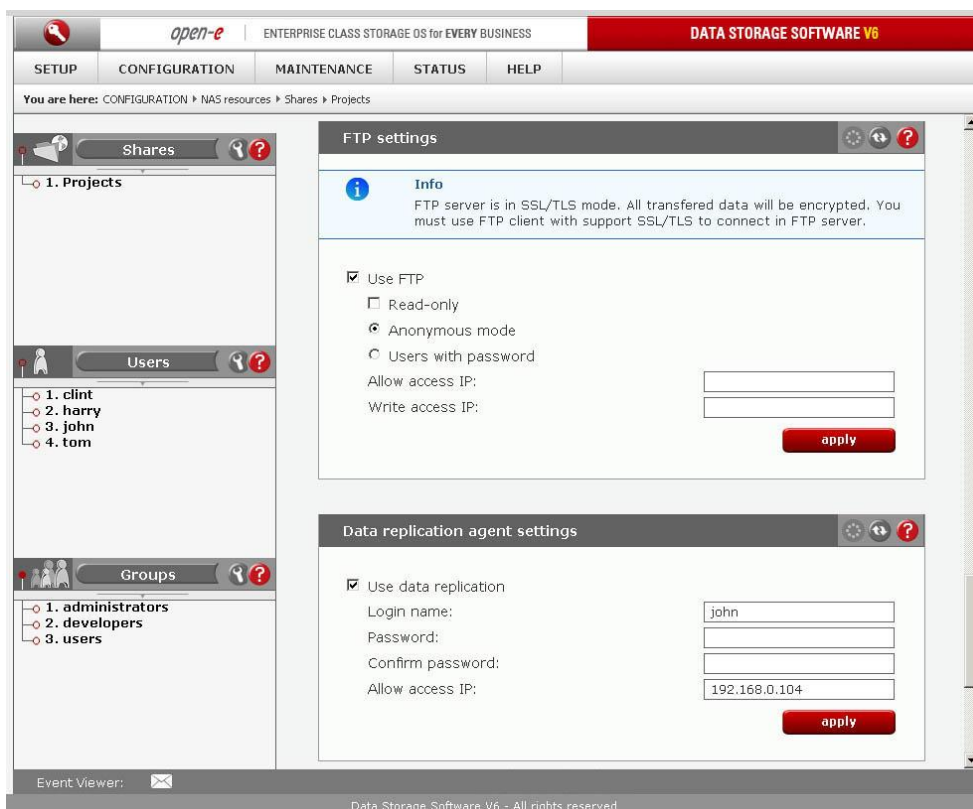 open-e ENTERPRISE CLASS STORAGE OS for EVERY BUSINESS DATA STORAGE SOFTWARE V6
SETUP CONFIGURATION MAINTENANCE STATUS HELP
You are here: CONFIGURATION NAS resources Shares Projects
Shares ?
1. Projects
Users ?
1. clint
2. harry
3. john
4. tom
Groups ?
1. administrators
2. developers
3. users
FTP settings ?
i Info
FTP server is in SSL/TLS mode. All transfered data will be encrypted. You
must use FTP client with support SSL/TLS to connect in FTP server.
Use FTP
Read-only
Anonymous mode
Users with password
Allow access IP:
Write access IP:
apply
Data replication agent settings ?
Use data replication
Login name: john
Password:
Confirm password:
Allow access IP: 192.168.0.104
apply
Event Viewer:
Data Storage Software V6 - All rights reserved